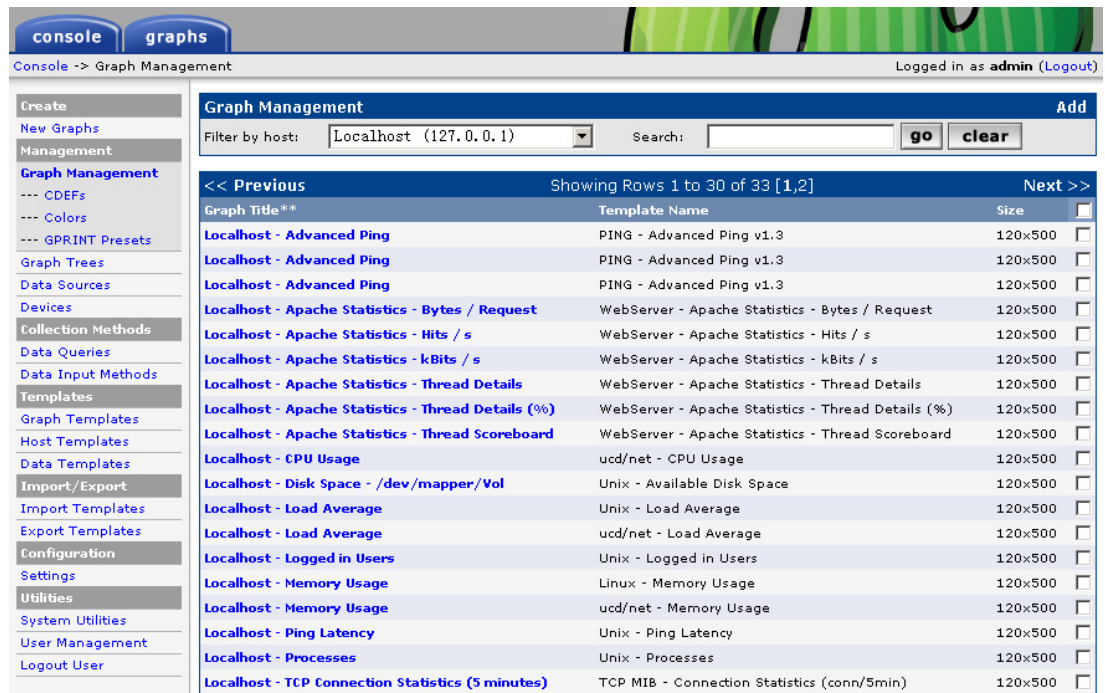 console graphs
Console -> Graph Management Logged in as admin (Logout)
Create
New Graphs
Management
Graph Management
--- CDEFs
--- Colors
--- GPRINT Presets
Graph Trees
Data Sources
Devices
Collection Methods
Data Queries
Data Input Methods
Templates
Graph Templates
Host Templates
Data Templates
Import/Export
Import Templates
Export Templates
Configuration
Settings
Utilities
System Utilities
User Management
Logout User
Graph Management Add
Filter by host: Localhost (127.0.0.1) Search: go clear
<< Previous Showing Rows 1 to 30 of 33 [1,2] Next >>
Graph Title** Template Name Size
Localhost - Advanced Ping PING - Advanced Ping v1.3 120x500
Localhost - Advanced Ping PING - Advanced Ping v1.3 120x500
Localhost - Advanced Ping PING - Advanced Ping v1.3 120x500
Localhost - Apache Statistics - Bytes / Request WebServer - Apache Statistics - Bytes / Request 120x500
Localhost - Apache Statistics - Hits / s WebServer - Apache Statistics - Hits / s 120x500
Localhost - Apache Statistics - kBits / s WebServer - Apache Statistics - kBits / s 120x500
Localhost - Apache Statistics - Thread Details WebServer - Apache Statistics - Thread Details 120x500
Localhost - Apache Statistics - Thread Details (%) WebServer - Apache Statistics - Thread Details (%) 120x500
Localhost - Apache Statistics - Thread Scoreboard WebServer - Apache Statistics - Thread Scoreboard 120x500
Localhost - CPU Usage ucd/net - CPU Usage 120x500
Localhost - Disk Space - /dev/mapper/Vol Unix - Available Disk Space 120x500
Localhost - Load Average Unix - Load Average 120x500
Localhost - Load Average ucd/net - Load Average 120x500
Localhost - Logged in Users Unix - Logged in Users 120x500
Localhost - Memory Usage Linux - Memory Usage 120x500
Localhost - Memory Usage ucd/net - Memory Usage 120x500
Localhost - Ping Latency Unix - Ping Latency 120x500
Localhost - Processes Unix - Processes 120x500
Localhost - TCP Connection Statistics (5 minutes) TCP MIB - Connection Statistics (conn/5min) 120x500